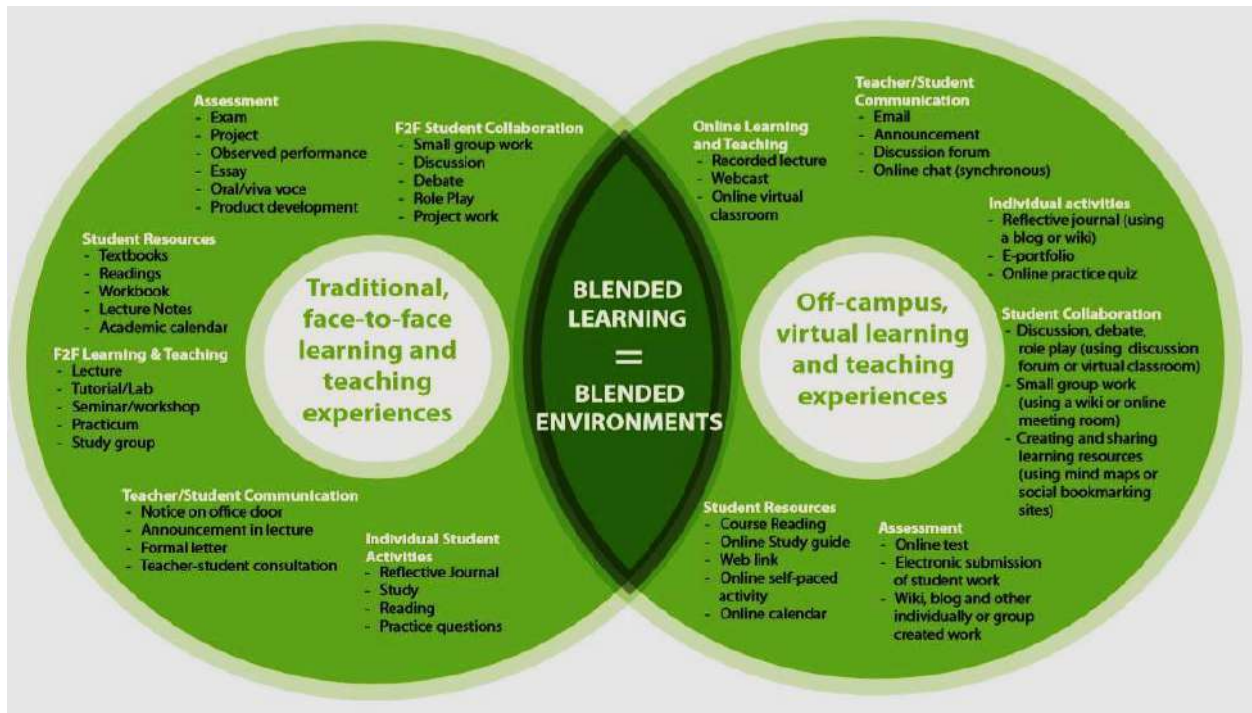 Assessment
- Exam
- Project
- Observed performance
- Essay
- Oral/viva voce
- Product development
F2F Student Collaboration
- Small group work
- Discussion
- Debate
- Role Play
- Project work
Student Resources
- Textbooks
- Readings
- Workbook
- Lecture Notes
- Academic calendar
F2F Learning & Teaching
- Lecture
- Tutorial/Lab
- Seminar/workshop
- Practicum
- Study group
Traditional,
face-to-face
learning and
teaching
experiences
Teacher/Student Communication
- Notice on office door
- Announcement in lecture
- Formal letter
- Teacher-student consultation
Individual Student
Activities
- Reflective Journal
- Study
- Reading
- Practice questions
BLENDED
LEARNING
=
BLENDED
ENVIRONMENTS
Online Learning
and Teaching
- Recorded lecture
- Webcast
- Online virtual
classroom
Teacher/Student
Communication
- Email
- Announcement
- Discussion forum
- Online chat (synchronous)
Individual activities
- Reflective journal (using
a blog or wiki)
- E-portfolio
- Online practice quiz
Off-campus,
virtual learning
and teaching
experiences
Student Collaboration
- Discussion, debate,
role play (using discussion
forum or virtual classroom)
- Small group work
(using a wiki or online
meeting room)
- Creating and sharing
learning resources
(using mind maps or
social bookmarking
sites)
Student Resources
- Course Reading
- Online Study guide
- Web link
- Online self-paced
activity
- Online calendar
Assessment
- Online test
- Electronic submission
of student work
- Wiki, blog and other
individually or group
created work